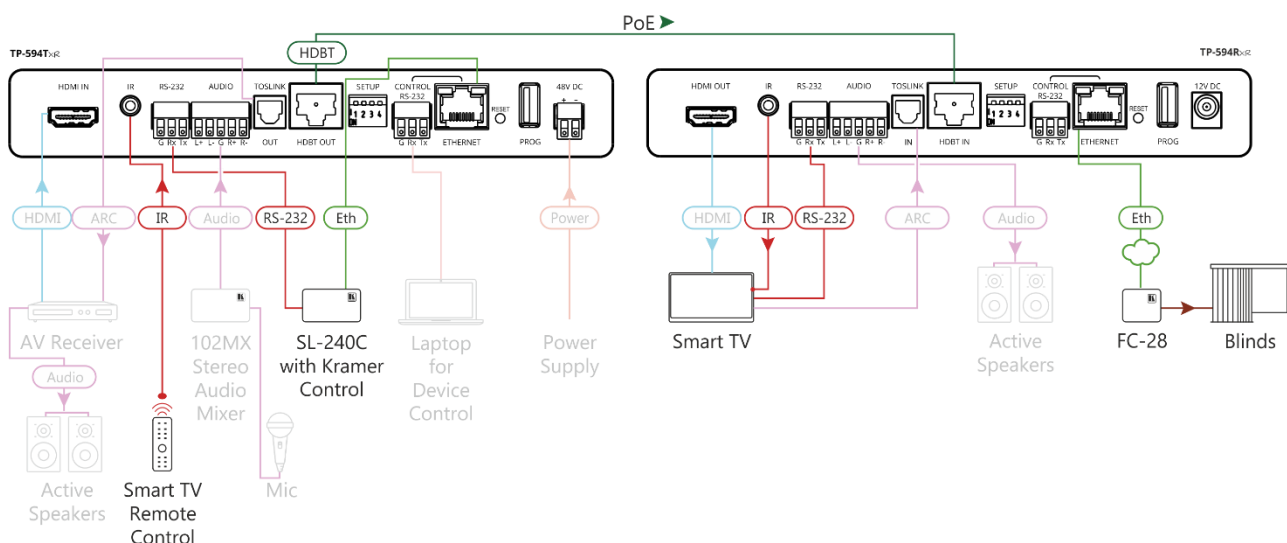 PoE
HDBT
TP-594TxR
TP-594RxR
HDMI IN
IR
RS-232
AUDIO
TOSLINK
SETUP
CONTROL
RS-232
RESET
48V DC
+ -
1 2 3 4
G Rx Tx
L+ L- G R+ R-
OUT
HDBT OUT
G Rx Tx
ETHERNET
PROG
HDMI OUT
IR
RS-232
AUDIO
TOSLINK
SETUP
CONTROL
RS-232
RESET
12V DC
1 2 3 4
G Rx Tx
L+ L- G R+ R-
IN
HDBT IN
G Rx Tx
ETHERNET
PROG
HDMI
ARC
IR
Audio
RS-232
Eth
Power
HDMI
IR
RS-232
ARC
Audio
Eth
AV Receiver
102MX
Stereo
Audio
Mixer
SL-240C
with Kramer
Control
Laptop
for
Device
Control
Power
Supply
Smart TV
Active
Speakers
FC-28
Blinds
Audio
Active
Speakers
Smart TV
Remote
Control
Mic